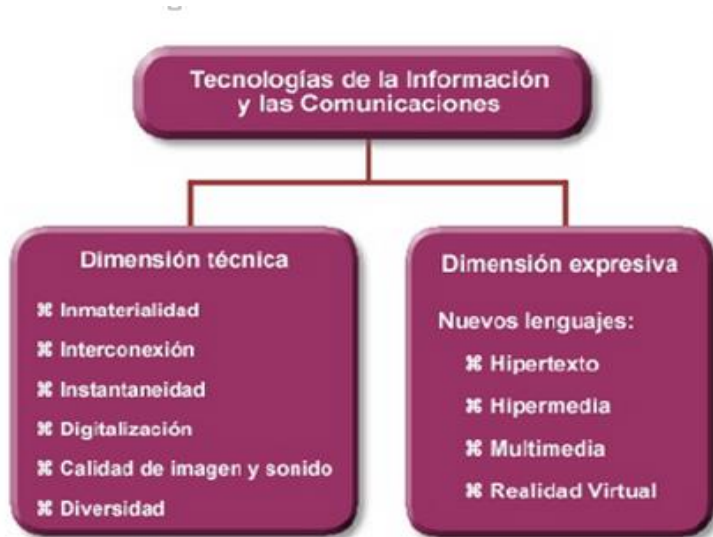 Tecnologías de la Información
y las Comunicaciones
Dimensión técnica
⌘ Inmaterialidad
⌘ Interconexión
⌘ Instantaneidad
⌘ Digitalización
⌘ Calidad de imagen y sonido
⌘ Diversidad
Dimensión expresiva
Nuevos lenguajes:
⌘ Hipertexto
⌘ Hipermedia
⌘ Multimedia
⌘ Realidad Virtual